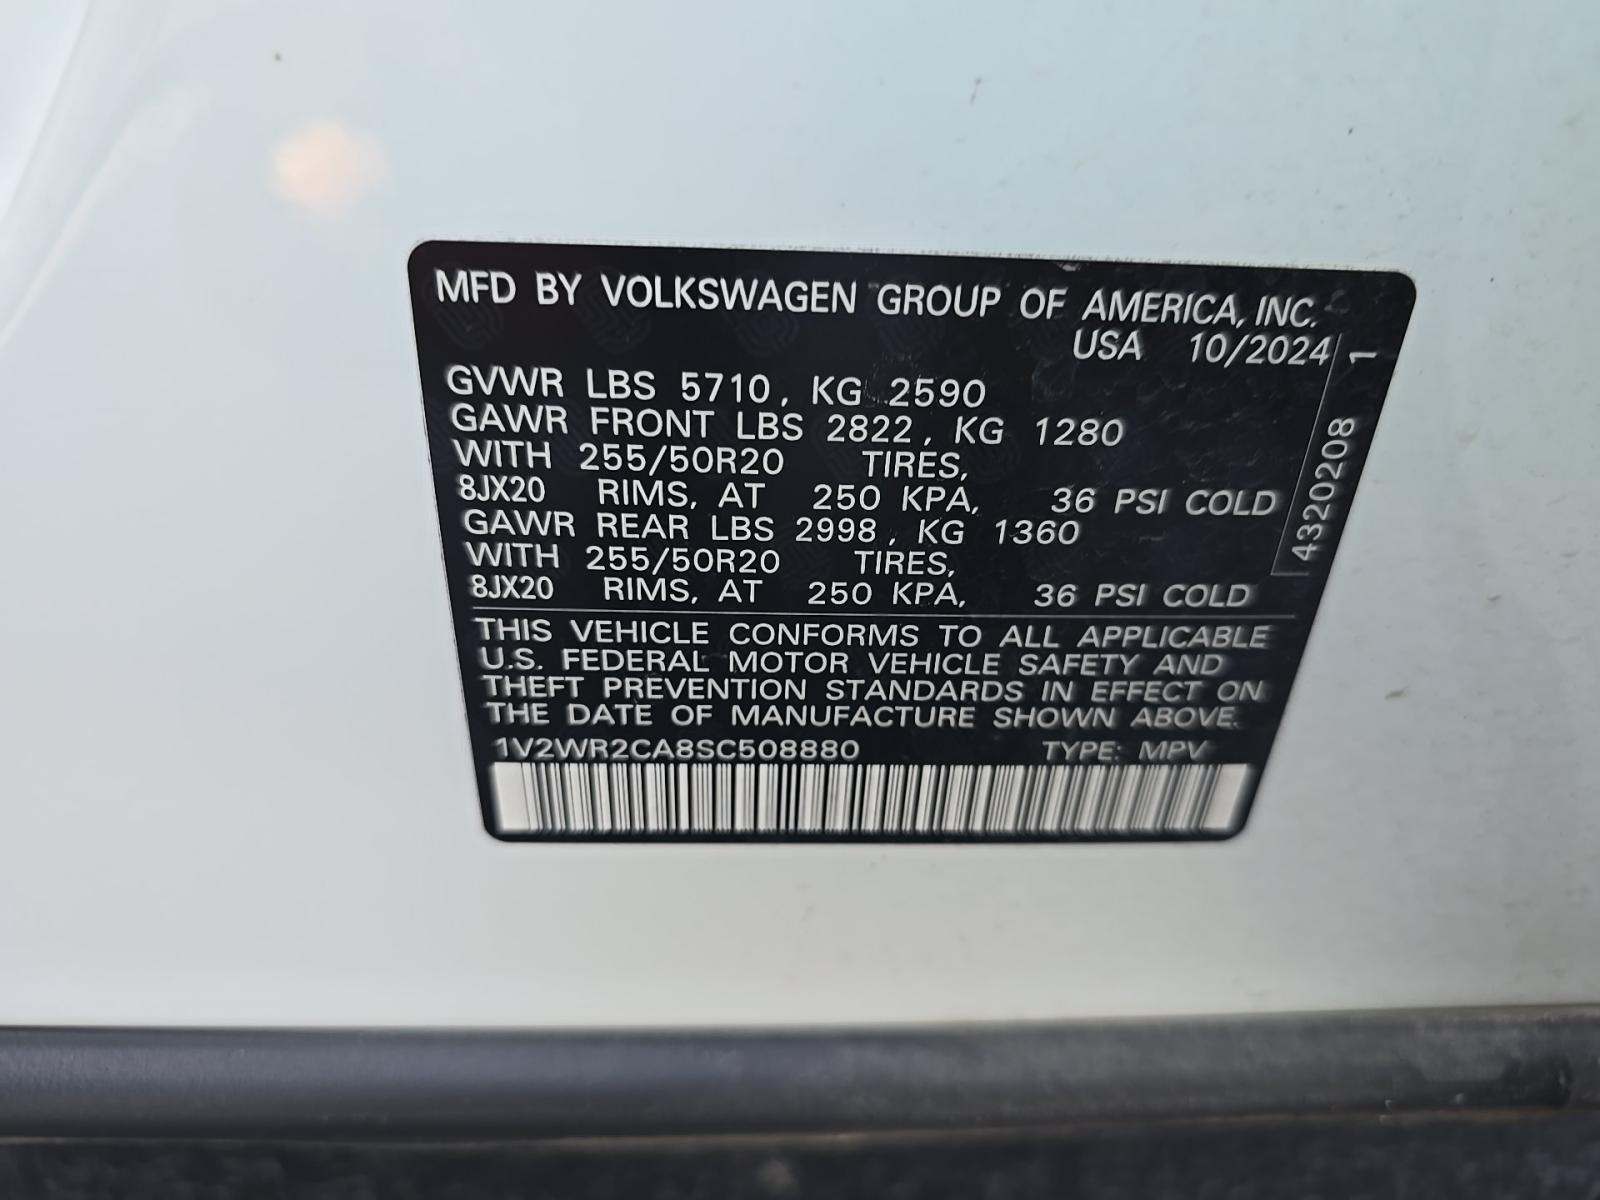 MFD BY VOLKSWAGEN GROUP OF AMERICA, INC.
USA 10/2024
GVWR LBS 5710, KG 2590
GAWR FRONT LBS 2822, KG 1280
WITH 255/50R20 TIRES,
8JX20 RIMS, AT 250 KPA, 36 PSI COLD
GAWR REAR LBS 2998, KG 1360
WITH 255/50R20 TIRES,
8JX20 RIMS, AT 250 KPA, 36 PSI COLD
THIS VEHICLE CONFORMS TO ALL APPLICABLE
U.S. FEDERAL MOTOR VEHICLE SAFETY AND
THEFT PREVENTION STANDARDS IN EFFECT ON
THE DATE OF MANUFACTURE SHOWN ABOVE.
1V2WR2CA8SC508880 TYPE: MPV
4320208 1